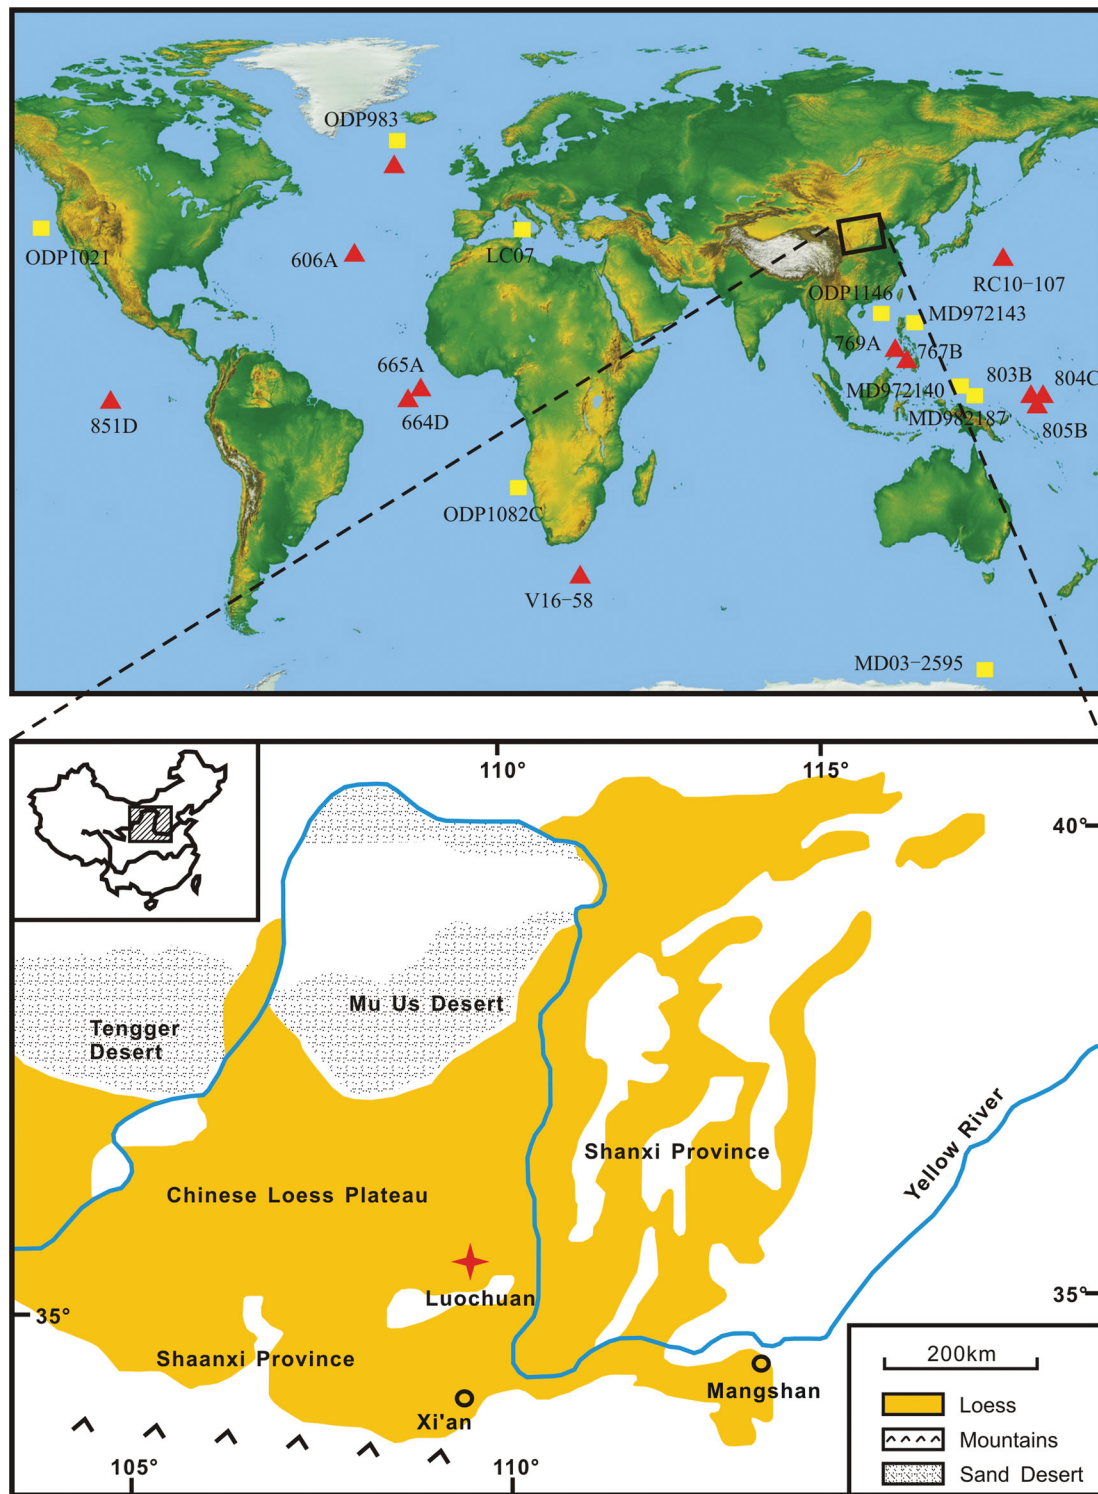 ODP983
ODP1021
606A
LC07
RC10-107
ODP1146
MD972143
769A
767B
665A
803B
804C
MD972140
851D
664D
MD982187
805B
ODP1082C
V16-58
MD03-2595
110°
115°
40°
Mu Us Desert
Tengger
Desert
Yellow River
Shanxi Province
Chinese Loess Plateau
Luochuan
35°
35°
Shaanxi Province
200km
Mangshan
Loess
Xi'an
Mountains
105°
110°
Sand Desert